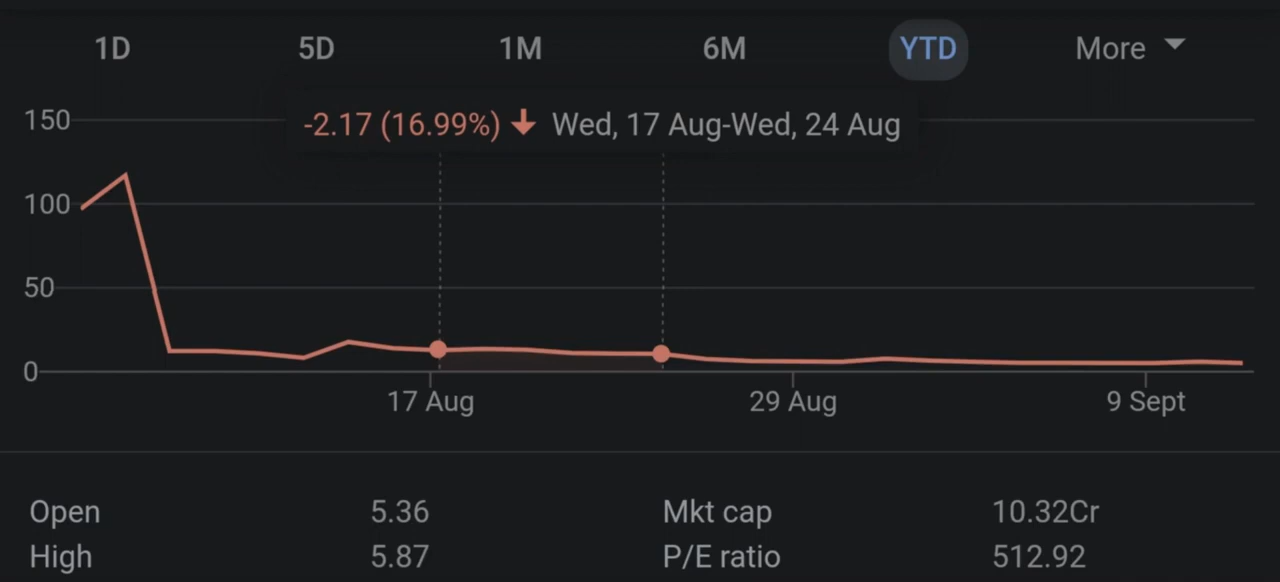 1D 5D 1M 6M YTD More
-2.17 (16.99%) Wed, 17 Aug-Wed, 24 Aug
150
100
50
0
17 Aug 29 Aug 9 Sept
Open 5.36 Mkt cap 10.32Cr
High 5.87 P/E ratio 512.92